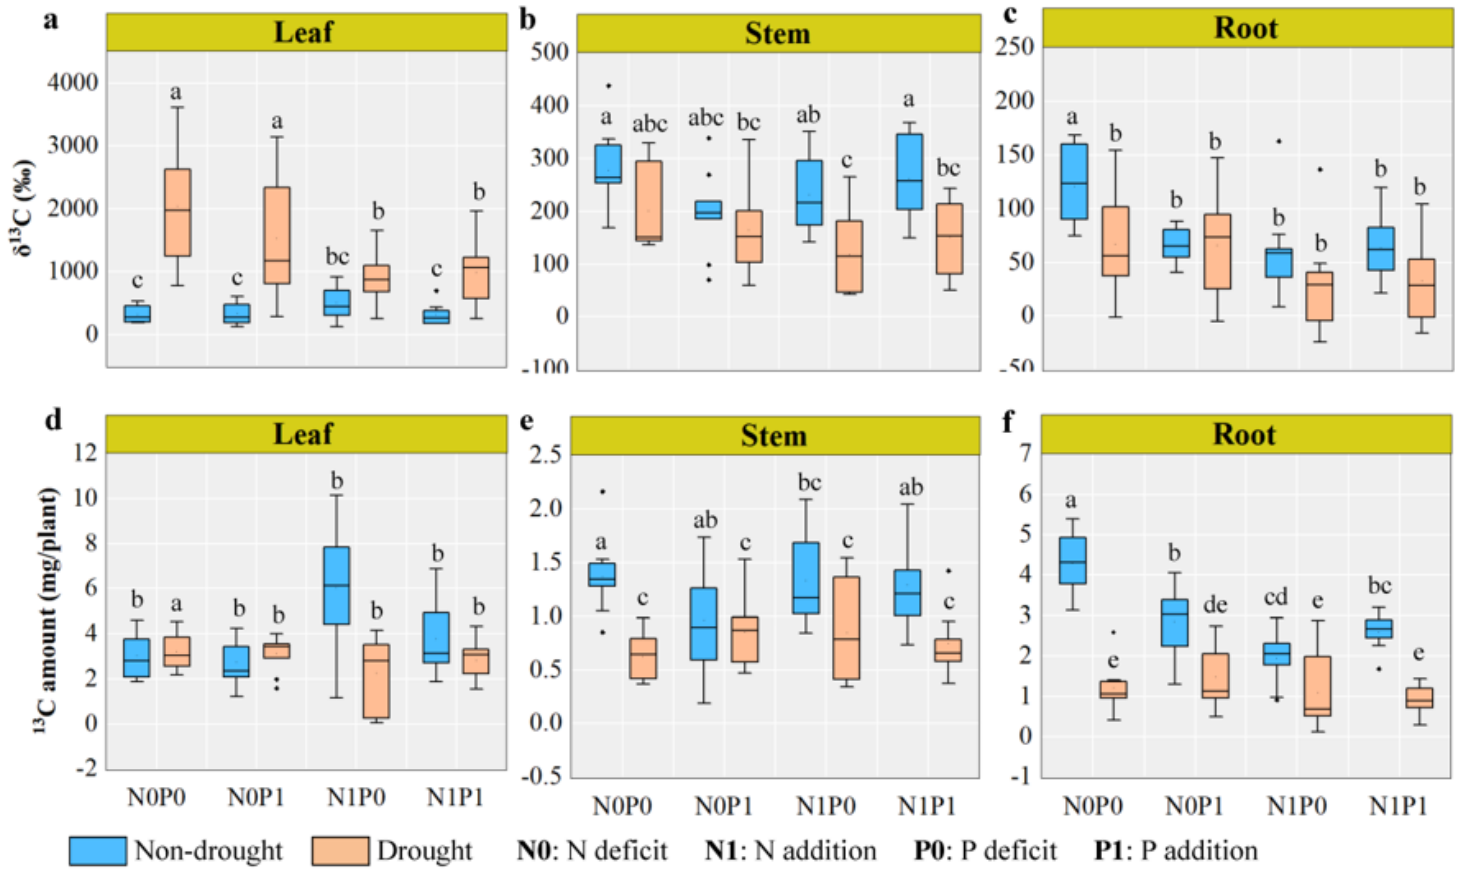 a Leaf
b Stem
c Root
δ¹³C (‰)
4000
3000
2000
1000
0
c a c a bc b c b
500
400
300
200
100
0
-100
a abc abc bc ab c a bc
250
200
150
100
50
0
-50
a b b b b b b b
d Leaf
e Stem
f Root
¹³C amount (mg/plant)
12
10
8
6
4
2
0
-2
b a b b b b b b
N0P0 N0P1 N1P0 N1P1
2.5
2.0
1.5
1.0
0.5
0.0
-0.5
a c ab c bc c ab c
N0P0 N0P1 N1P0 N1P1
7
6
5
4
3
2
1
0
-1
a e b de cd e bc e
N0P0 N0P1 N1P0 N1P1
Non-drought Drought N0: N deficit N1: N addition P0: P deficit P1: P addition